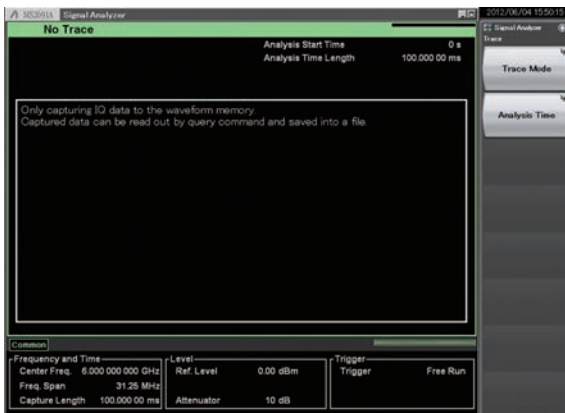 MS2691A Signal Analyzer
2012/06/04 15:50:15
No Trace
Signal Analyzer
Trace
Analysis Start Time 0 s
Analysis Time Length 100.000 00 ms
Trace Mode
Analysis Time
Only capturing IQ data to the waveform memory.
Captured data can be read out by query command and saved into a file.
Common
Frequency and Time
Center Freq. 6.000 000 000 GHz
Freq. Span 31.25 MHz
Capture Length 100.000 00 ms
Level
Ref. Level 0.00 dBm
Attenuator 10 dB
Trigger
Trigger Free Run